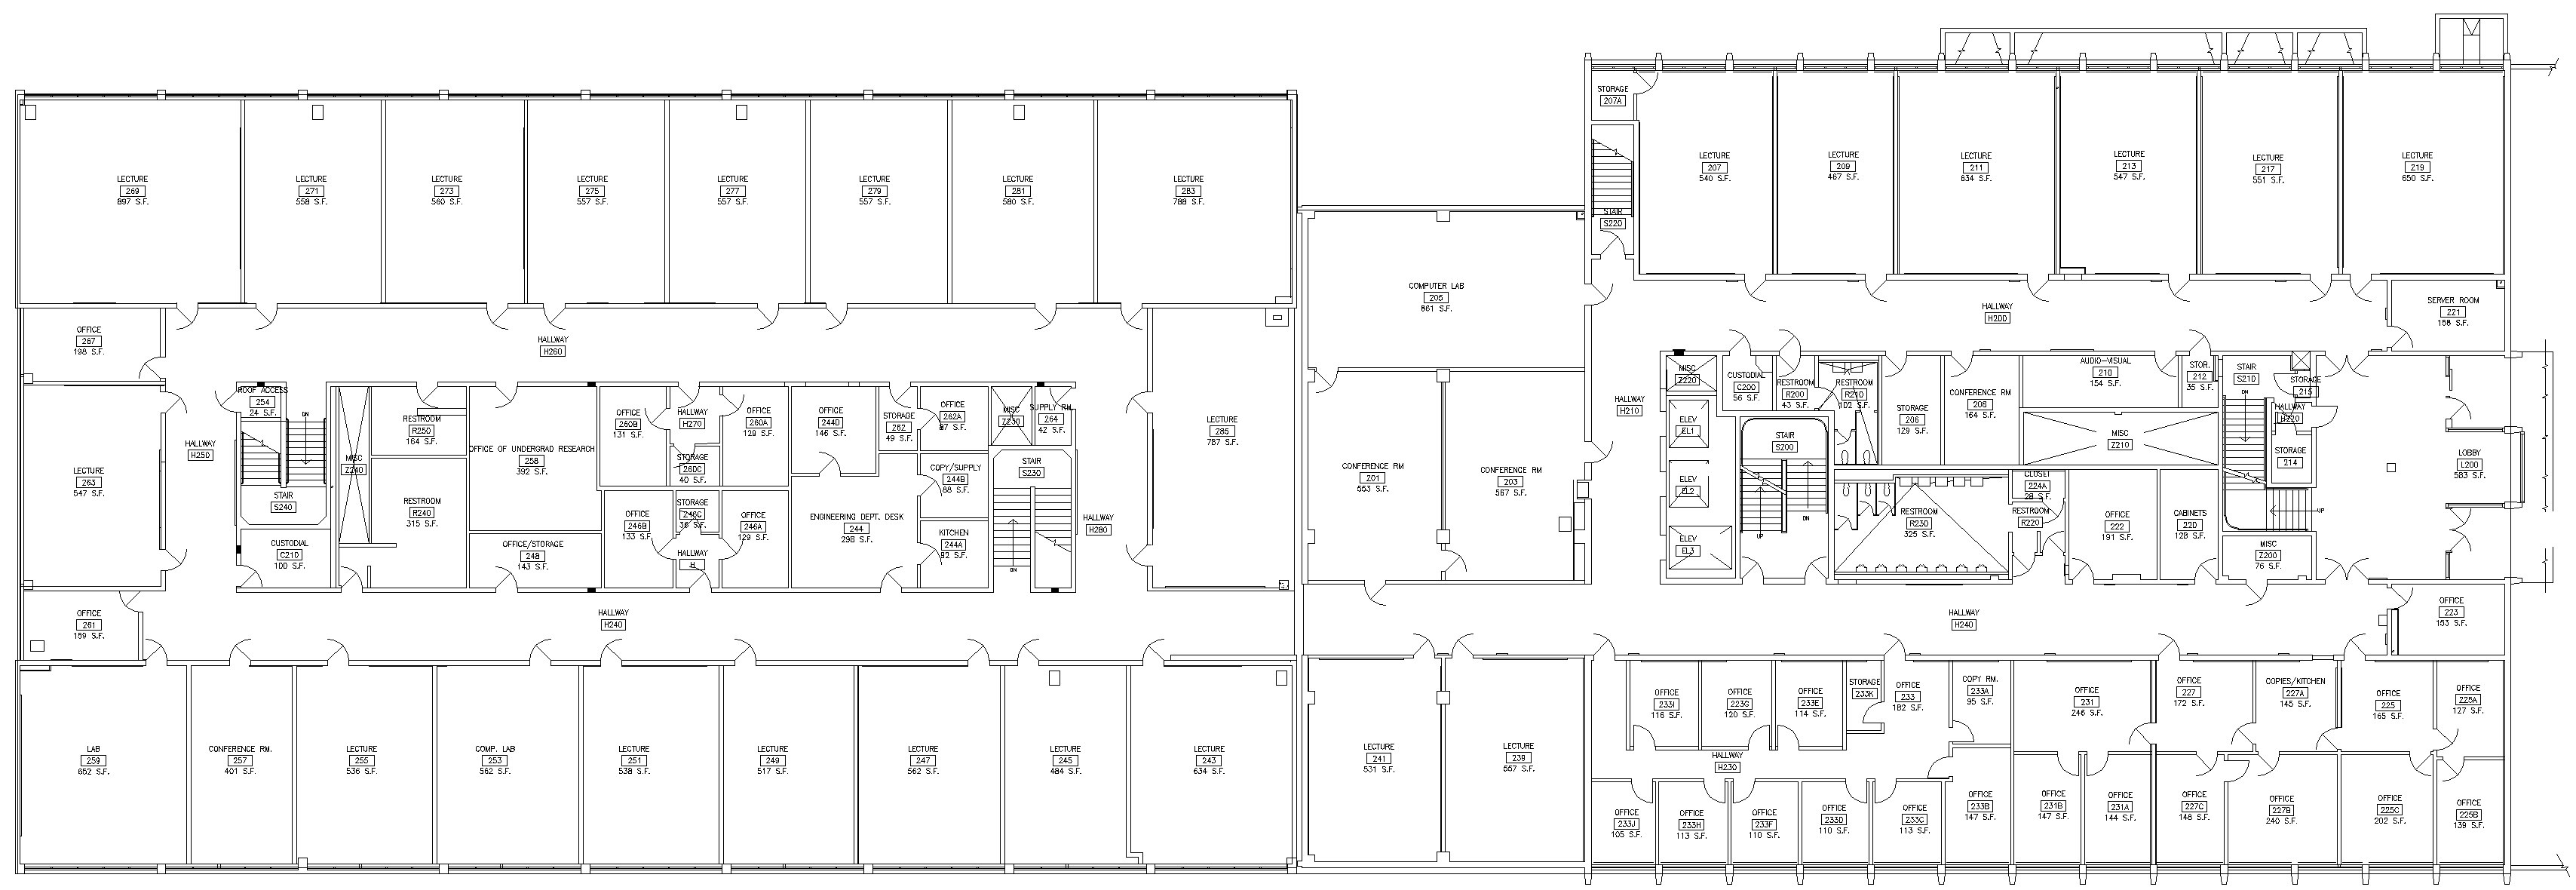 LECTURE
269
897 S.F.
LECTURE
271
558 S.F.
LECTURE
273
560 S.F.
LECTURE
275
557 S.F.
LECTURE
277
557 S.F.
LECTURE
279
557 S.F.
LECTURE
281
580 S.F.
LECTURE
283
788 S.F.
STORAGE
207A
STAIR
S220
LECTURE
207
540 S.F.
LECTURE
209
467 S.F.
LECTURE
211
634 S.F.
LECTURE
213
547 S.F.
LECTURE
217
551 S.F.
LECTURE
219
650 S.F.
COMPUTER LAB
205
861 S.F.
HALLWAY
H200
SERVER ROOM
221
158 S.F.
OFFICE
267
198 S.F.
HALLWAY
H260
ROOF ACCESS
254
24 S.F.
DN
HALLWAY
H250
LECTURE
263
547 S.F.
STAIR
S240
CUSTODIAL
C210
100 S.F.
MISC
Z240
RESTROOM
R250
164 S.F.
RESTROOM
R240
315 S.F.
OFFICE OF UNDERGRAD RESEARCH
258
392 S.F.
OFFICE/STORAGE
248
143 S.F.
OFFICE
260B
131 S.F.
HALLWAY
H270
OFFICE
260A
129 S.F.
STORAGE
260C
40 S.F.
OFFICE
246B
133 S.F.
STORAGE
246C
36 S.F.
OFFICE
246A
129 S.F.
HALLWAY
H
OFFICE
244D
146 S.F.
STORAGE
262
49 S.F.
OFFICE
262A
87 S.F.
MISC
Z230
SUPPLY RM.
264
42 S.F.
ENGINEERING DEPT. DESK
244
298 S.F.
COPY/SUPPLY
244B
88 S.F.
KITCHEN
244A
92 S.F.
STAIR
S230
DN
HALLWAY
H280
LECTURE
285
787 S.F.
CONFERENCE RM
201
553 S.F.
CONFERENCE RM
203
567 S.F.
HALLWAY
H210
MISC
Z220
ELEV
EL1
ELEV
EL2
ELEV
EL3
CUSTODIAL
C200
56 S.F.
RESTROOM
R200
43 S.F.
RESTROOM
R210
102 S.F.
STAIR
S200
UP
DN
STORAGE
206
129 S.F.
CONFERENCE RM
208
164 S.F.
AUDIO-VISUAL
210
154 S.F.
STOR.
212
35 S.F.
MISC
Z210
STAIR
S210
DN
STORAGE
215
HALLWAY
H220
STORAGE
214
UP
LOBBY
L200
583 S.F.
RESTROOM
R230
325 S.F.
CLOSET
224A
28 S.F.
RESTROOM
R220
OFFICE
222
191 S.F.
CABINETS
220
128 S.F.
MISC
Z200
76 S.F.
OFFICE
261
159 S.F.
HALLWAY
H240
HALLWAY
H240
OFFICE
223
153 S.F.
LAB
259
652 S.F.
CONFERENCE RM.
257
401 S.F.
LECTURE
255
536 S.F.
COMP. LAB
253
562 S.F.
LECTURE
251
538 S.F.
LECTURE
249
517 S.F.
LECTURE
247
562 S.F.
LECTURE
245
484 S.F.
LECTURE
243
634 S.F.
LECTURE
241
531 S.F.
LECTURE
239
557 S.F.
OFFICE
233I
116 S.F.
OFFICE
223G
120 S.F.
OFFICE
233E
114 S.F.
STORAGE
233K
OFFICE
233
182 S.F.
COPY RM.
233A
95 S.F.
OFFICE
231
246 S.F.
OFFICE
227
172 S.F.
COPIES/KITCHEN
227A
145 S.F.
OFFICE
225
165 S.F.
OFFICE
225A
127 S.F.
HALLWAY
H230
OFFICE
233J
105 S.F.
OFFICE
233H
113 S.F.
OFFICE
233F
110 S.F.
OFFICE
233D
110 S.F.
OFFICE
233C
113 S.F.
OFFICE
233B
147 S.F.
OFFICE
231B
147 S.F.
OFFICE
231A
144 S.F.
OFFICE
227C
148 S.F.
OFFICE
227B
240 S.F.
OFFICE
225C
202 S.F.
OFFICE
225B
139 S.F.